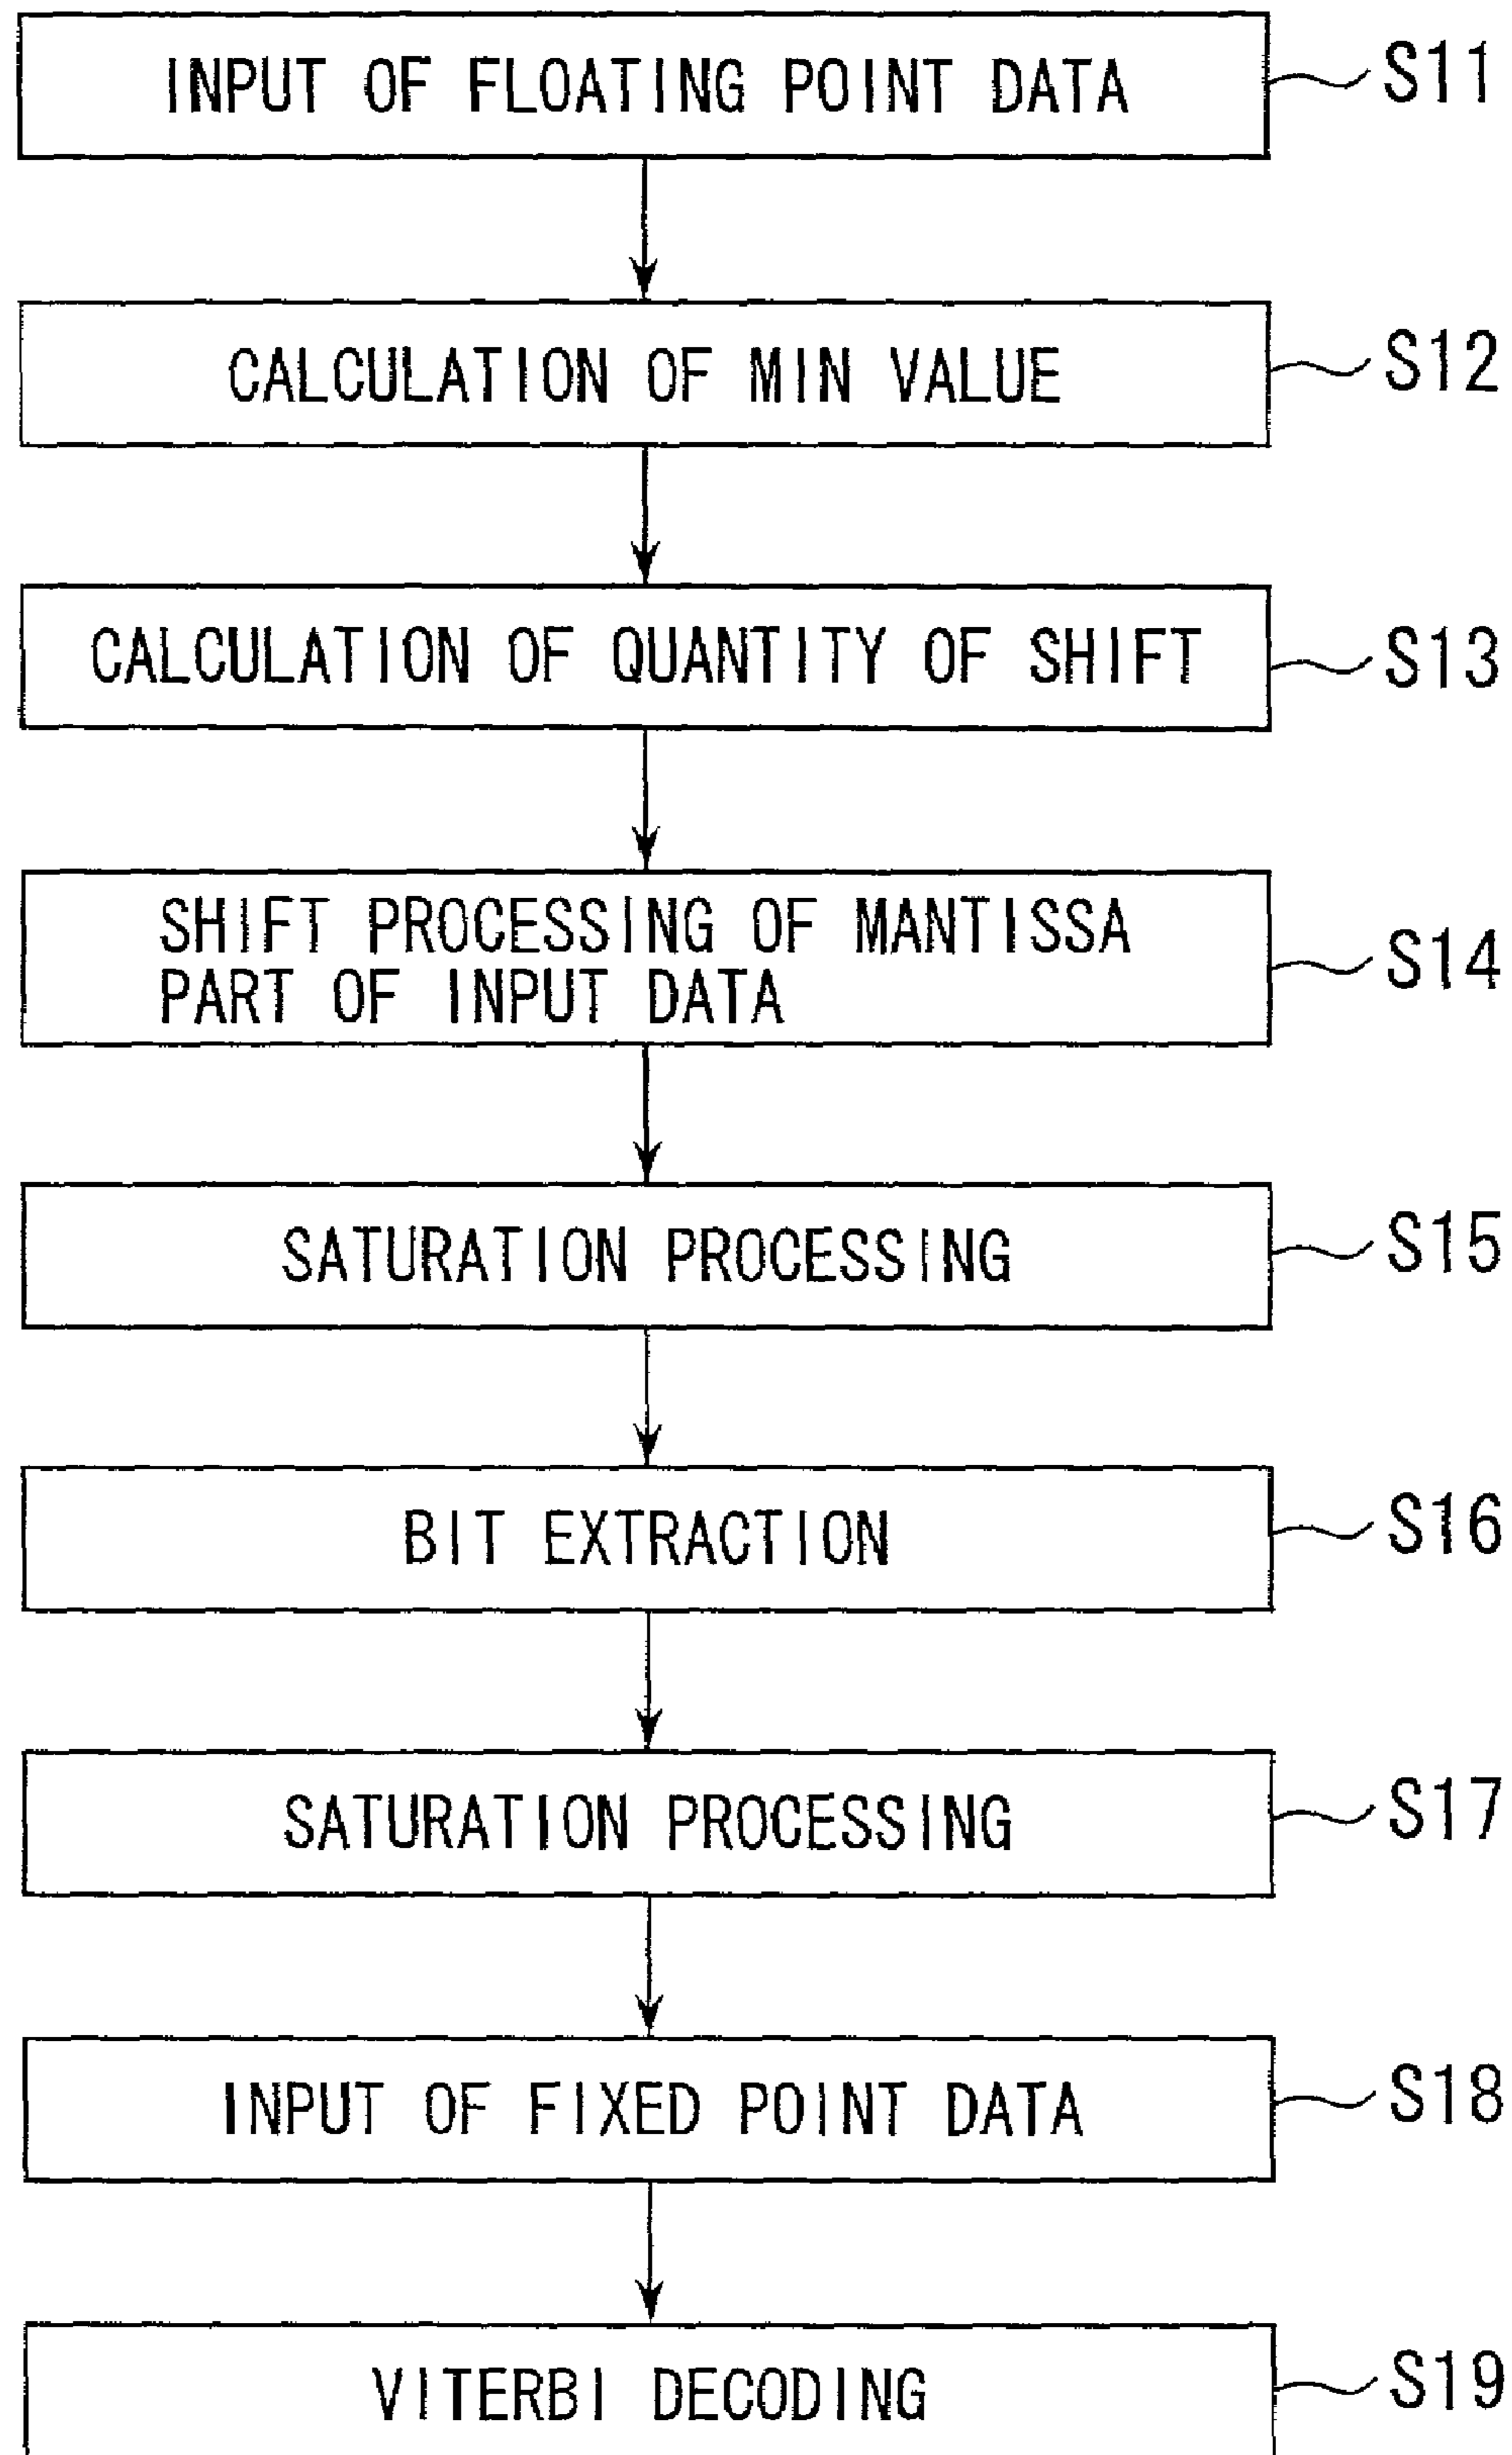 INPUT OF FLOATING POINT DATA S11
CALCULATION OF MIN VALUE S12
CALCULATION OF QUANTITY OF SHIFT S13
SHIFT PROCESSING OF MANTISSA
PART OF INPUT DATA S14
SATURATION PROCESSING S15
BIT EXTRACTION S16
SATURATION PROCESSING S17
INPUT OF FIXED POINT DATA S18
VITERBI DECODING S19